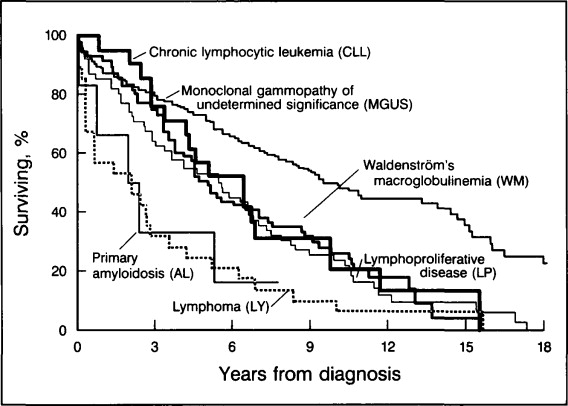 100
80
60
40
20
0
Surviving, %
Chronic lymphocytic leukemia (CLL)
Monoclonal gammopathy of
undetermined significance (MGUS)
Waldenström's
macroglobulinemia (WM)
Primary
amyloidosis (AL)
Lymphoproliferative
disease (LP)
Lymphoma (LY)
0 3 6 9 12 15 18
Years from diagnosis